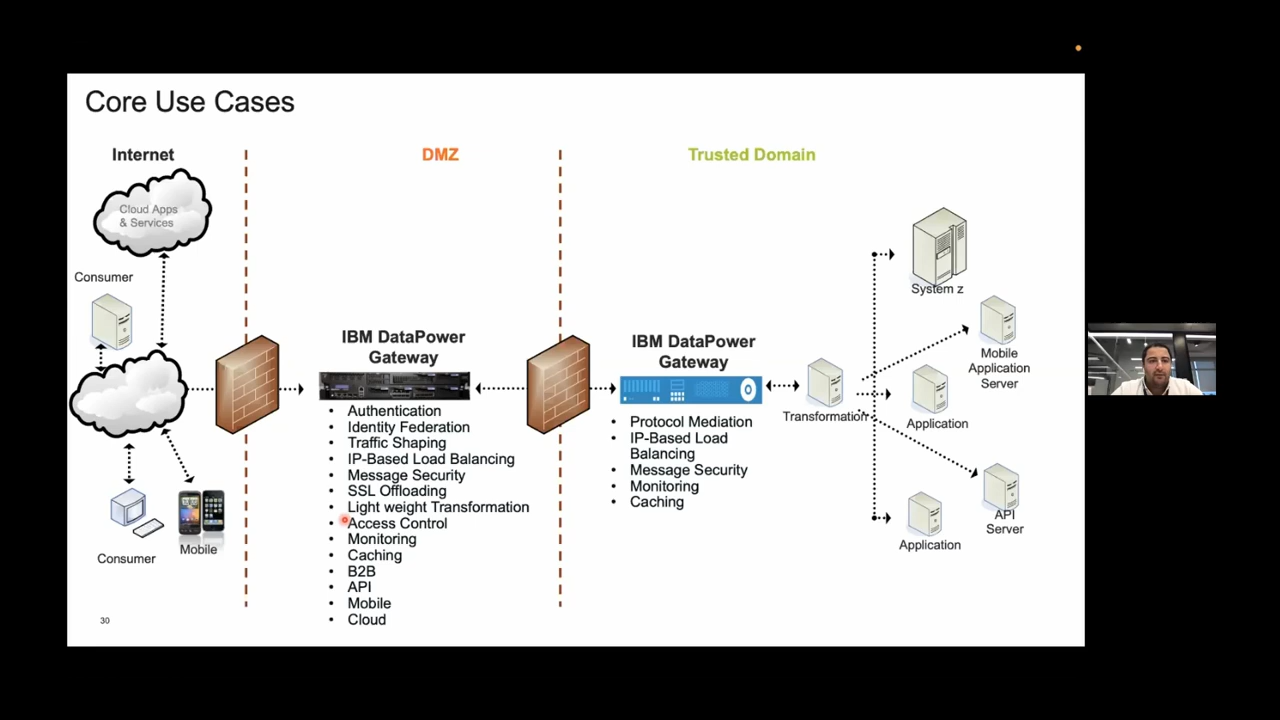 Core Use Cases
Internet
DMZ
Trusted Domain
Cloud Apps
& Services
Consumer
Consumer
Mobile
IBM DataPower
Gateway
• Authentication
• Identity Federation
• Traffic Shaping
• IP-Based Load Balancing
• Message Security
• SSL Offloading
• Light weight Transformation
• Access Control
• Monitoring
• Caching
• B2B
• API
• Mobile
• Cloud
IBM DataPower
Gateway
• Protocol Mediation
• IP-Based Load
Balancing
• Message Security
• Monitoring
• Caching
Transformation
System z
Mobile
Application
Server
Application
API
Server
Application
30